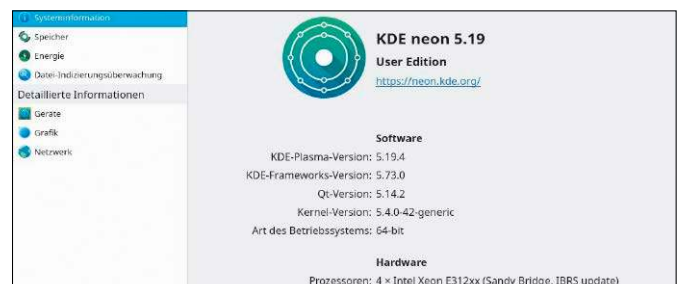 Systeminformation
Speicher
Energie
Datei-Indizierungsüberwachung
Detaillierte Informationen
Geräte
Grafik
Netzwerk
KDE neon 5.19
User Edition
https://neon.kde.org/
Software
KDE-Plasma-Version: 5.19.4
KDE-Frameworks-Version: 5.73.0
Qt-Version: 5.14.2
Kernel-Version: 5.4.0-42-generic
Art des Betriebssystems: 64-bit
Hardware
Prozessoren: 4 × Intel Xeon E312xx (Sandy Bridge, IBRS update)